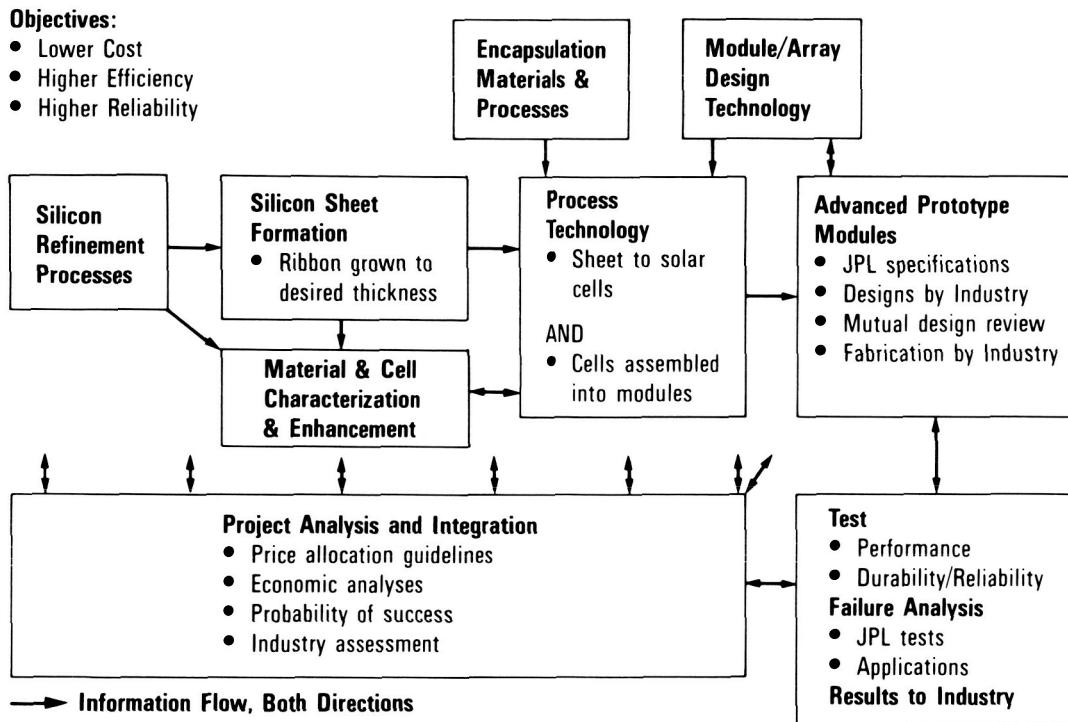 Objectives:
• Lower Cost
• Higher Efficiency
• Higher Reliability
Encapsulation
Materials &
Processes
Module/Array
Design
Technology
Silicon
Refinement
Processes
Silicon Sheet
Formation
• Ribbon grown to
desired thickness
Process
Technology
• Sheet to solar
cells
AND
• Cells assembled
into modules
Advanced Prototype
Modules
• JPL specifications
• Designs by Industry
• Mutual design review
• Fabrication by Industry
Material & Cell
Characterization
& Enhancement
Project Analysis and Integration
• Price allocation guidelines
• Economic analyses
• Probability of success
• Industry assessment
Test
• Performance
• Durability/Reliability
Failure Analysis
• JPL tests
• Applications
Results to Industry
Information Flow, Both Directions